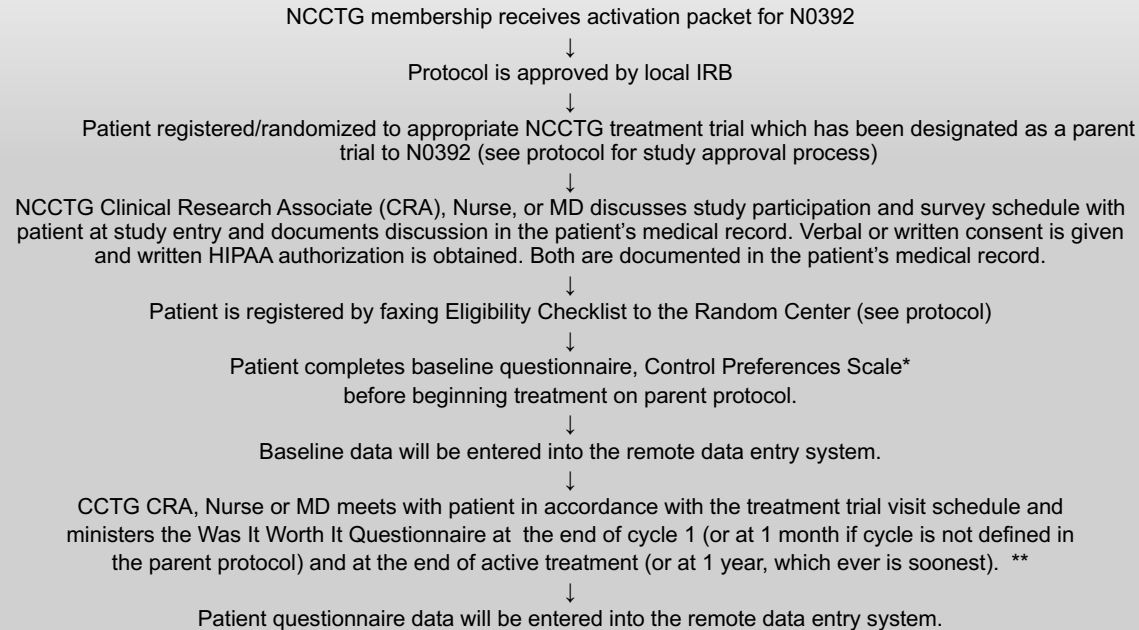 NCCTG membership receives activation packet for N0392
↓
Protocol is approved by local IRB
↓
Patient registered/randomized to appropriate NCCTG treatment trial which has been designated as a parent
trial to N0392 (see protocol for study approval process)
↓
NCCTG Clinical Research Associate (CRA), Nurse, or MD discusses study participation and survey schedule with
patient at study entry and documents discussion in the patient’s medical record. Verbal or written consent is given
and written HIPAA authorization is obtained. Both are documented in the patient’s medical record.
↓
Patient is registered by faxing Eligibility Checklist to the Random Center (see protocol)
↓
Patient completes baseline questionnaire, Control Preferences Scale*
before beginning treatment on parent protocol.
↓
Baseline data will be entered into the remote data entry system.
↓
CCTG CRA, Nurse or MD meets with patient in accordance with the treatment trial visit schedule and
ministers the Was It Worth It Questionnaire at the end of cycle 1 (or at 1 month if cycle is not defined in
the parent protocol) and at the end of active treatment (or at 1 year, which ever is soonest). **
↓
Patient questionnaire data will be entered into the remote data entry system.